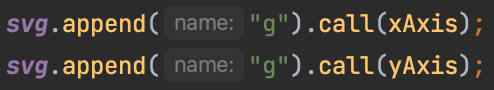 svg.append( name: "g").call(xAxis);
svg.append( name: "g").call(yAxis);